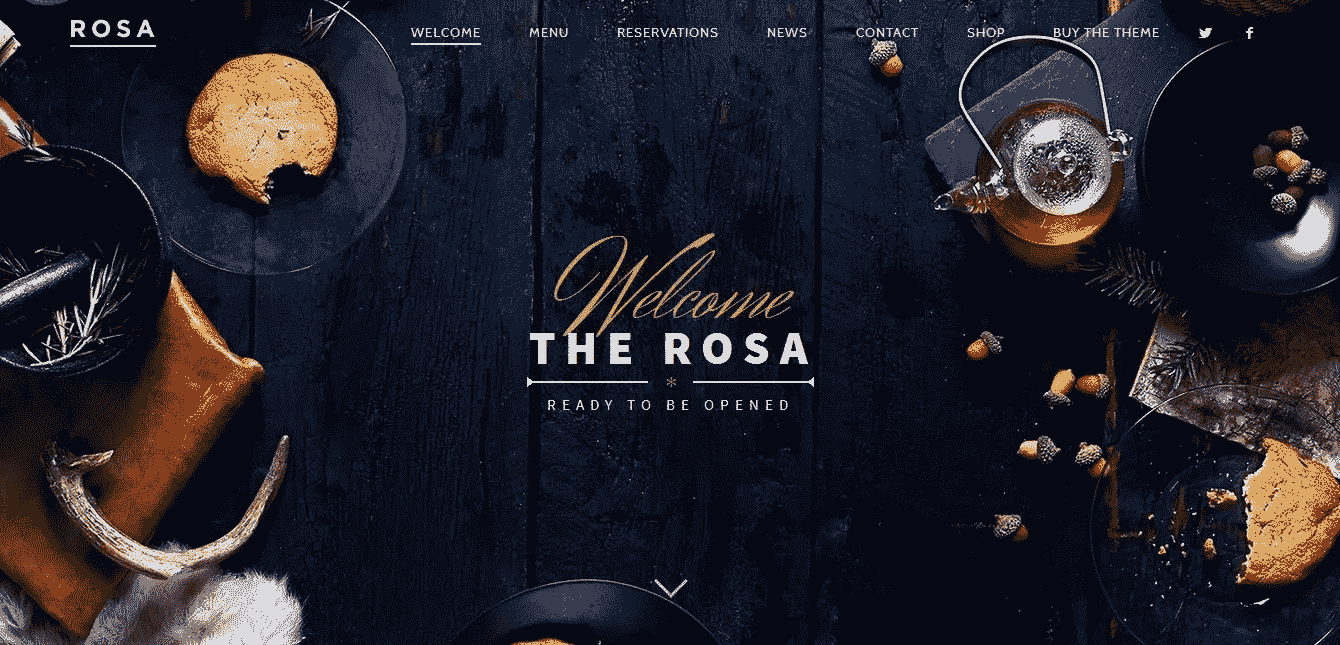 ROSA
WELCOME MENU RESERVATIONS NEWS CONTACT SHOP BUY THE THEME
Welcome
THE ROSA
READY TO BE OPENED